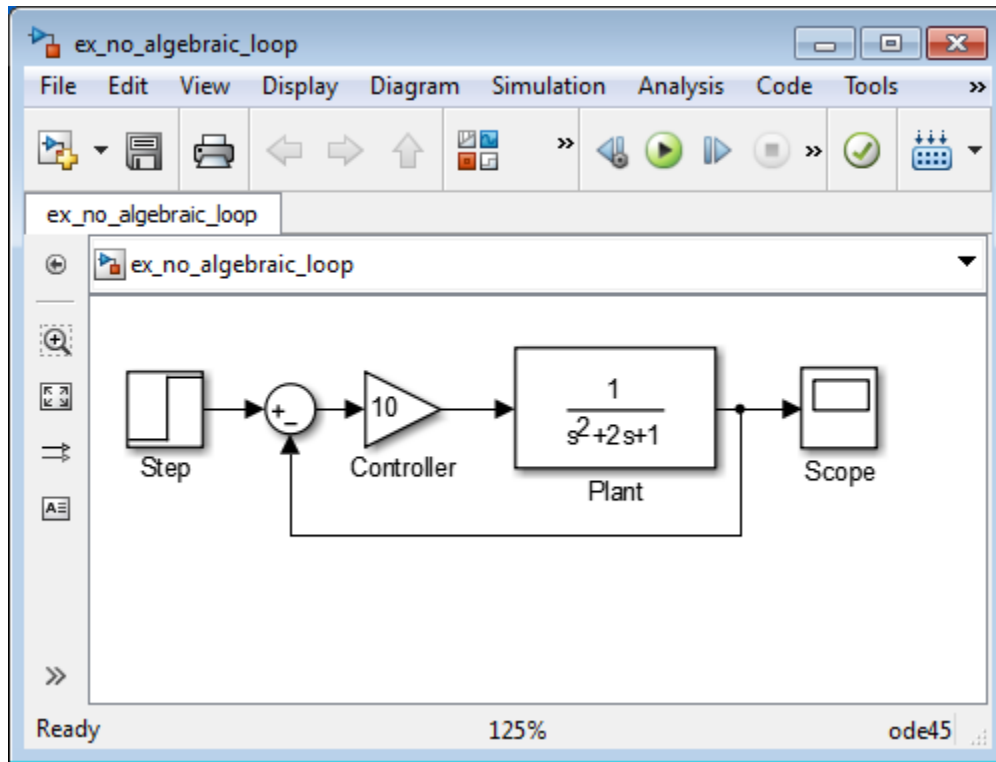 ex_no_algebraic_loop
File Edit View Display Diagram Simulation Analysis Code Tools »
ex_no_algebraic_loop
ex_no_algebraic_loop
+
-
10
1
s²+2s+1
Step
Controller
Plant
Scope
Ready 125% ode45